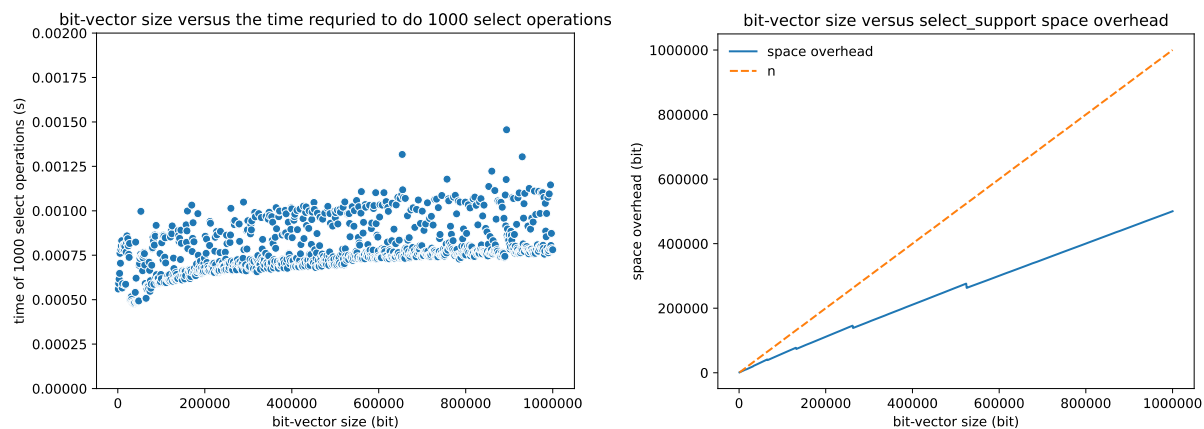 bit-vector size versus the time requried to do 1000 select operations
time of 1000 select operations (s)
0.00200
0.00175
0.00150
0.00125
0.00100
0.00075
0.00050
0.00025
0.00000
0 200000 400000 600000 800000 1000000
bit-vector size (bit)
bit-vector size versus select_support space overhead
space overhead (bit)
space overhead
n
1000000
800000
600000
400000
200000
0
0 200000 400000 600000 800000 1000000
bit-vector size (bit)